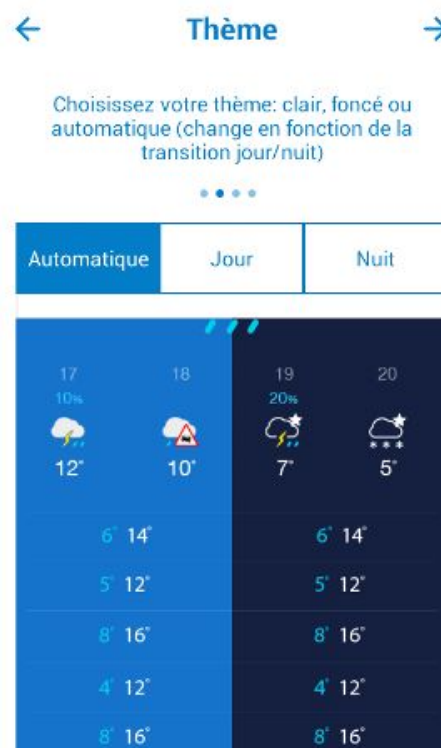 Thème
Choisissez votre thème: clair, foncé ou
automatique (change en fonction de la
transition jour/nuit)
Automatique Jour Nuit
17 18 19 20
10% 20%
12° 10° 7° 5°
6° 14° 6° 14°
5° 12° 5° 12°
8° 16° 8° 16°
4° 12° 4° 12°
8° 16° 8° 16°